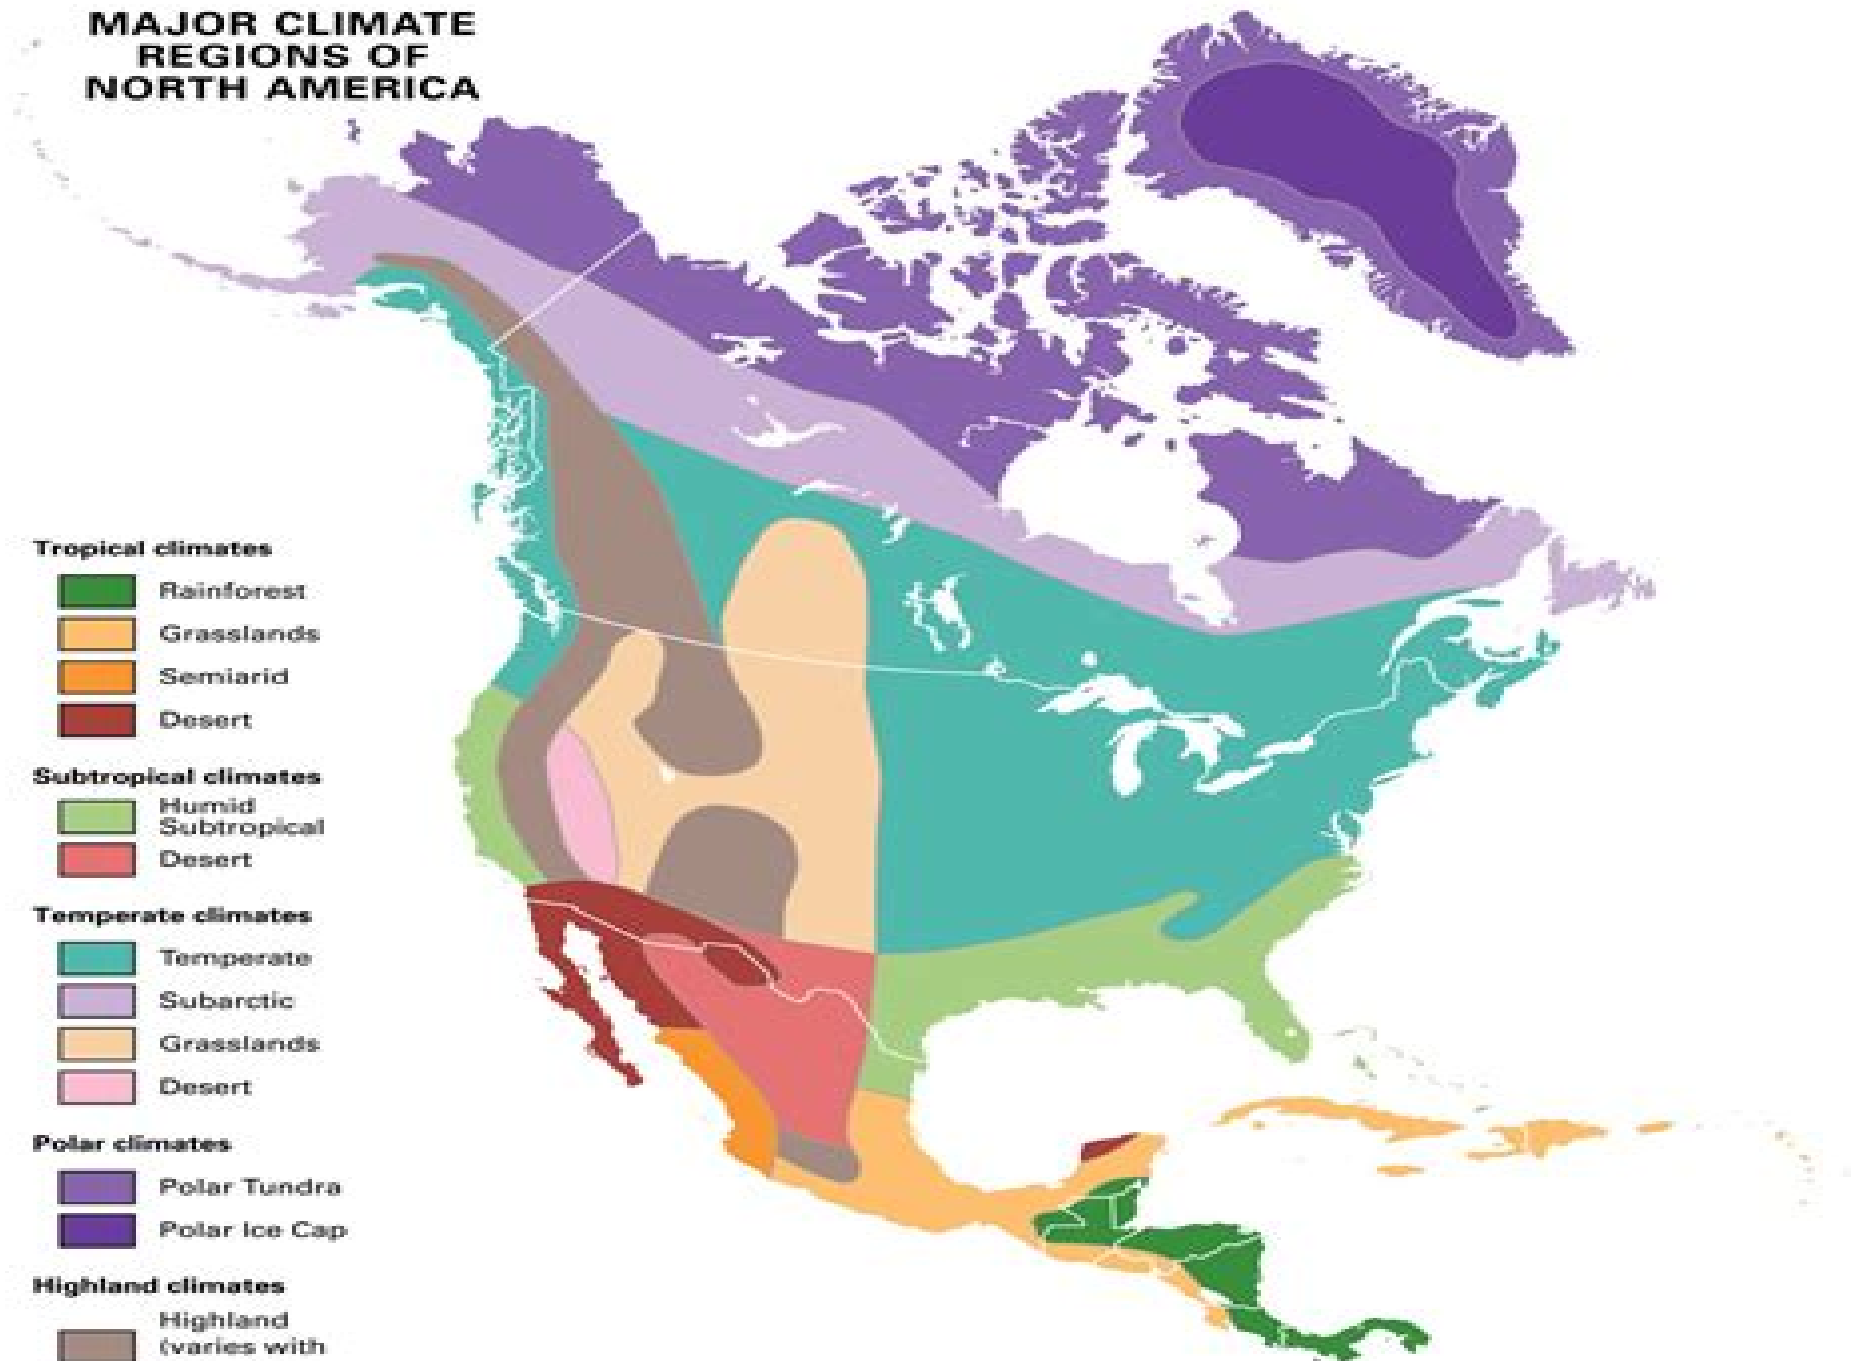 MAJOR CLIMATE
REGIONS OF
NORTH AMERICA
Tropical climates
Rainforest
Grasslands
Semiarid
Desert
Subtropical climates
Humid
Subtropical
Desert
Temperate climates
Temperate
Subarctic
Grasslands
Desert
Polar climates
Polar Tundra
Polar Ice Cap
Highland climates
Highland
(varies with